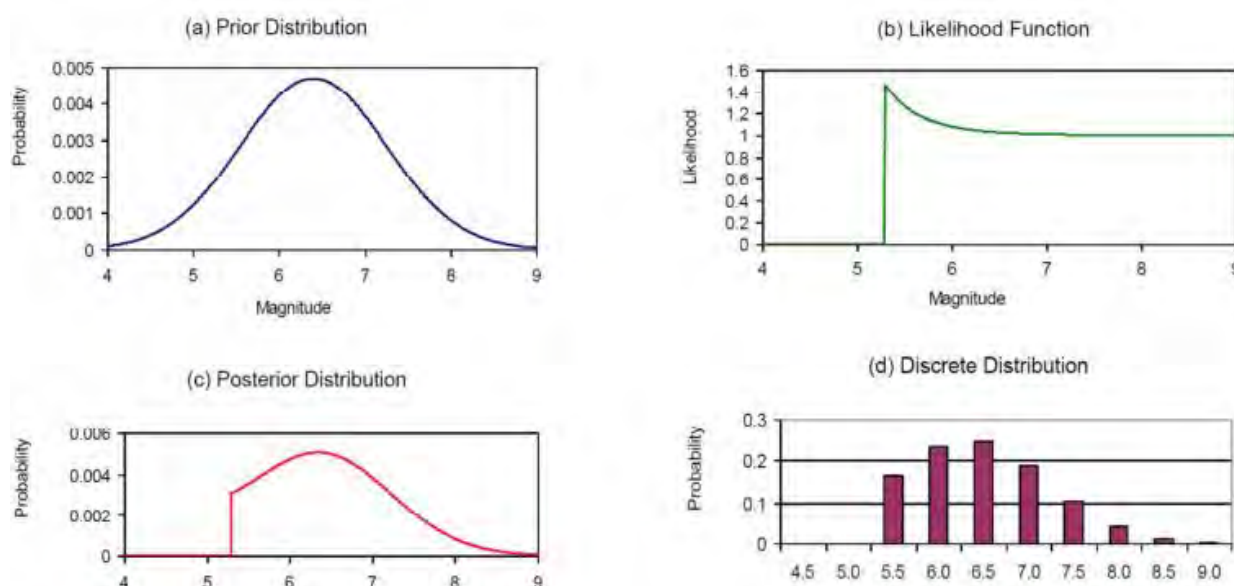 (a) Prior Distribution
0.005
0.004
0.003
0.002
0.001
0
Probability
4 5 6 7 8 9
Magnitude
(b) Likelihood Function
1.6
1.4
1.2
1
0.8
0.6
0.4
0.2
0
Likelihood
4 5 6 7 8 9
Magnitude
(c) Posterior Distribution
0.006
0.004
0.002
0
Probability
4 5 6 7 8 9
(d) Discrete Distribution
0.3
0.2
0.1
0
Probability
4.5 5.0 5.5 6.0 6.5 7.0 7.5 8.0 8.5 9.0